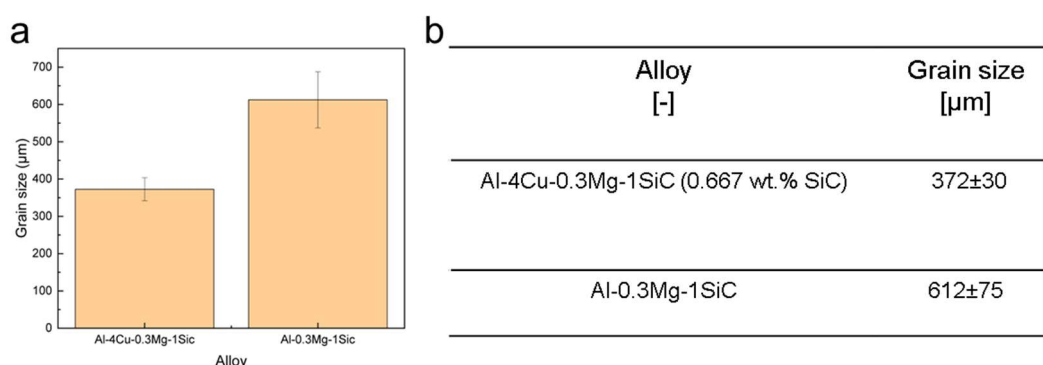 a
700
600
500
400
300
200
100
0
Grain size (µm)
Al-4Cu-0.3Mg-1Sic
Al-0.3Mg-1Sic
Alloy
b
Alloy Grain size
[-] [µm]
Al-4Cu-0.3Mg-1SiC (0.667 wt.% SiC) 372±30
Al-0.3Mg-1SiC 612±75